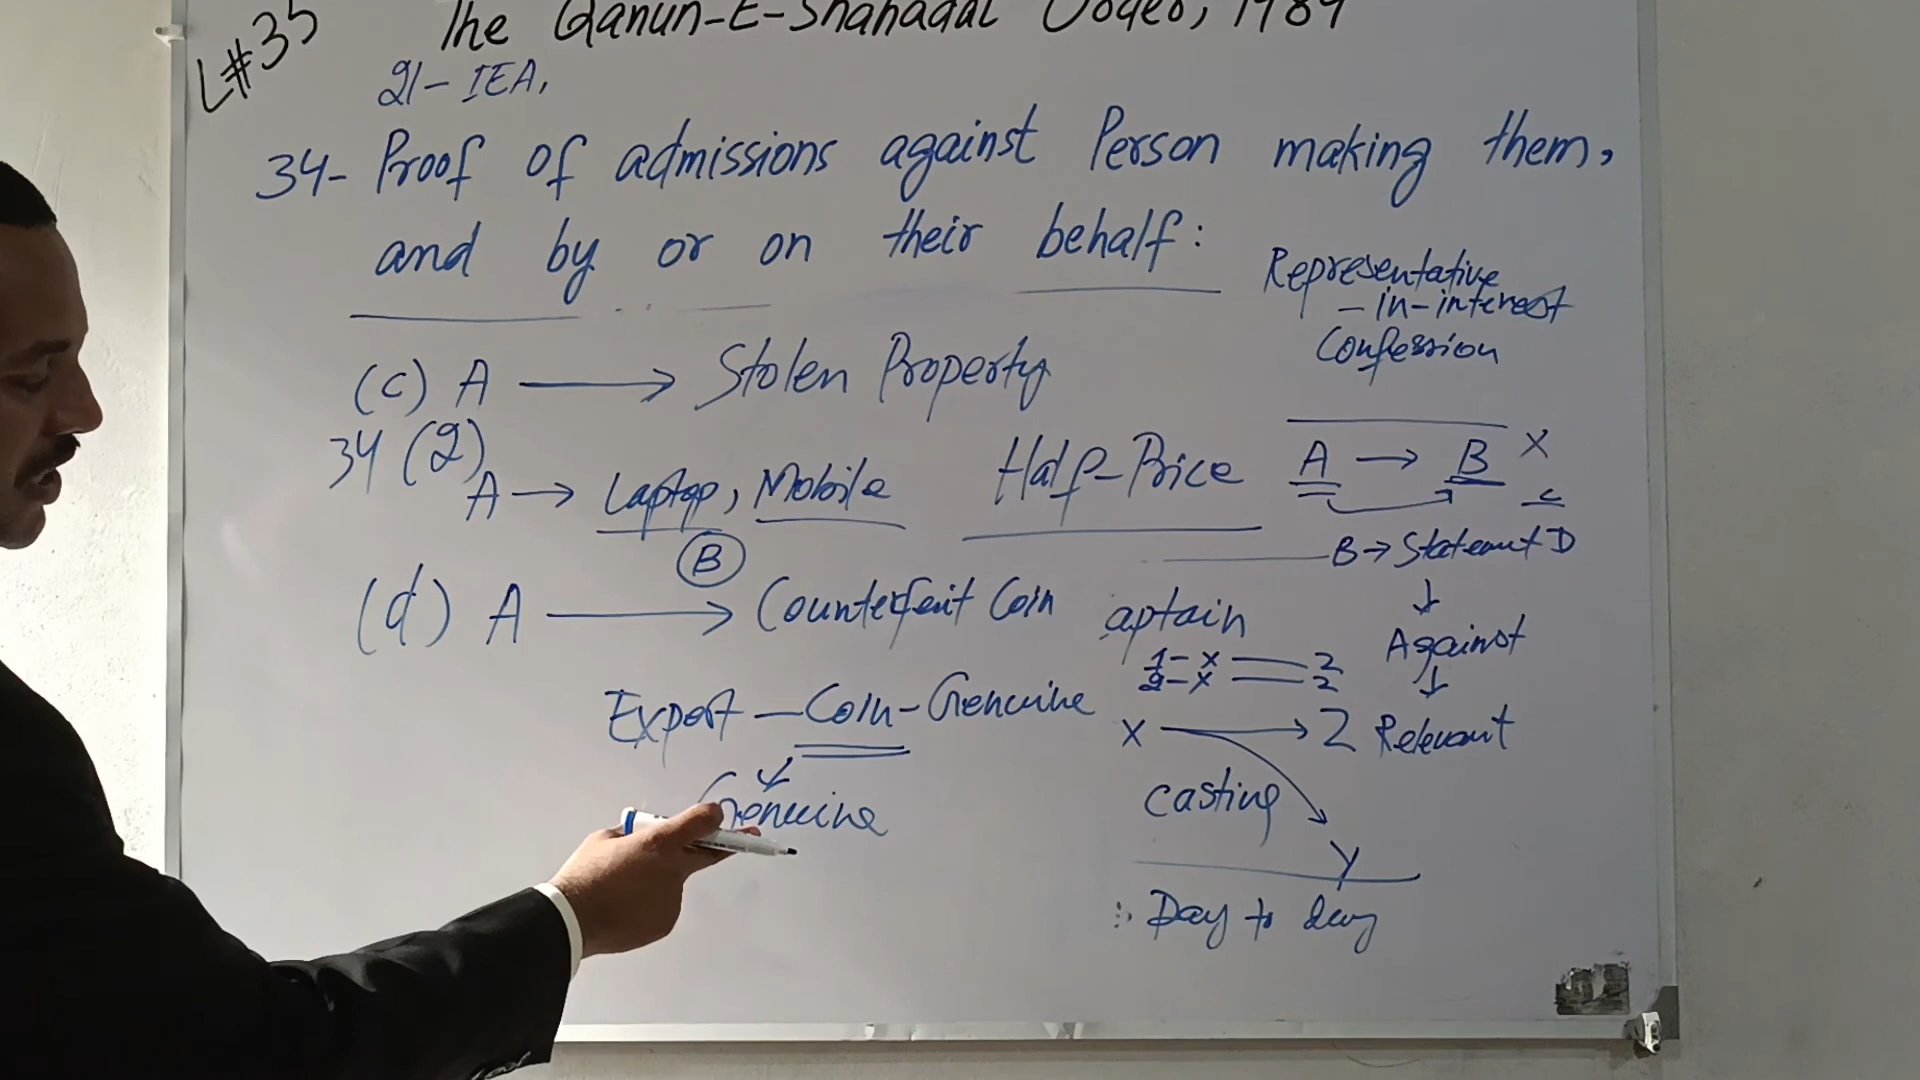 L#35
The Qanun-E-Shahadat Order, 1984
21- IEA,
34- Proof of admissions against Person making them,
and by or on their behalf:
Representative
-in-interest
Confession
(c) A → Stolen Property
34 (2)
A → Laptop, Mobile Half-Price
B
A → B X
c
B → Statement D
↓
Against
↓
Relevant
(d) A → Counterfeit Coin
Expert - Coin - Genuine
Genuine
aptain
1- x == 2
2- x == 2
X → 2
casting
Y
Day to day